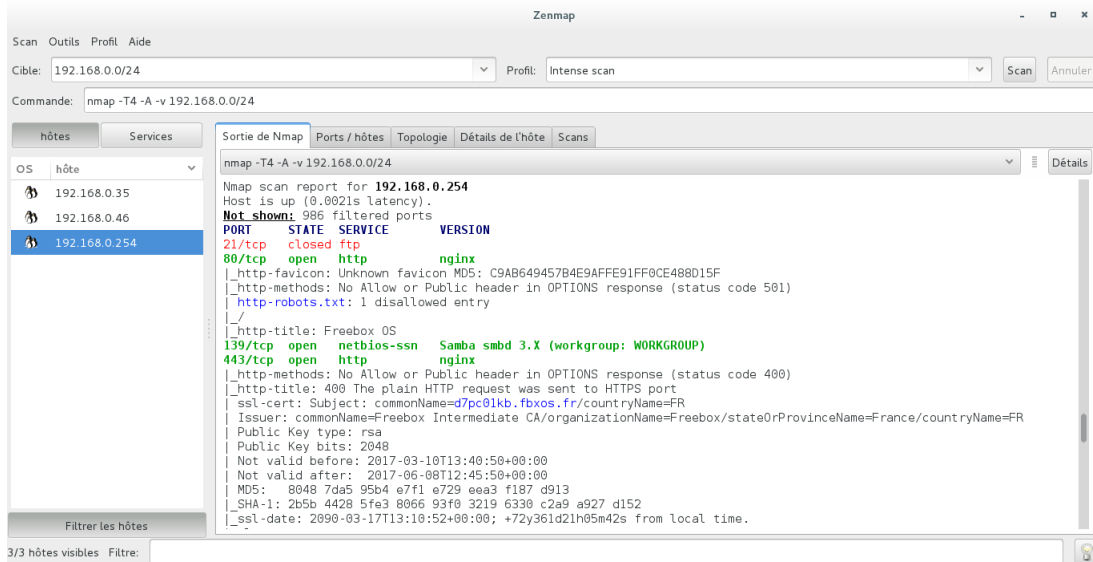 Zenmap
Scan Outils Profil Aide
Cible: 192.168.0.0/24 Profil: Intense scan Scan Annuler
Commande: nmap -T4 -A -v 192.168.0.0/24
hôtes Services
Sortie de Nmap Ports / hôtes Topologie Détails de l'hôte Scans
OS hôte
192.168.0.35
192.168.0.46
192.168.0.254
nmap -T4 -A -v 192.168.0.0/24 Détails
Nmap scan report for 192.168.0.254
Host is up (0.0021s latency).
Not shown: 986 filtered ports
PORT STATE SERVICE VERSION
21/tcp closed ftp
80/tcp open http nginx
|_http-favicon: Unknown favicon MD5: C9AB649457B4E9AFFE91FF0CE488D15F
|_http-methods: No Allow or Public header in OPTIONS response (status code 501)
| http-robots.txt: 1 disallowed entry
|_/
|_http-title: Freebox OS
139/tcp open netbios-ssn Samba smbd 3.X (workgroup: WORKGROUP)
443/tcp open http nginx
|_http-methods: No Allow or Public header in OPTIONS response (status code 400)
|_http-title: 400 The plain HTTP request was sent to HTTPS port
| ssl-cert: Subject: commonName=d7pc01kb.fbxos.fr/countryName=FR
| Issuer: commonName=Freebox Intermediate CA/organizationName=Freebox/stateOrProvinceName=France/countryName=FR
| Public Key type: rsa
| Public Key bits: 2048
| Not valid before: 2017-03-10T13:40:50+00:00
| Not valid after: 2017-06-08T12:45:50+00:00
| MD5: 8048 7da5 95b4 e7f1 e729 eea3 f187 d913
|_SHA-1: 2b5b 4428 5fe3 8066 93f0 3219 6330 c2a9 a927 d152
|_ssl-date: 2090-03-17T13:10:52+00:00; +72y361d21h05m42s from local time.
Filtrer les hôtes
3/3 hôtes visibles Filtre: